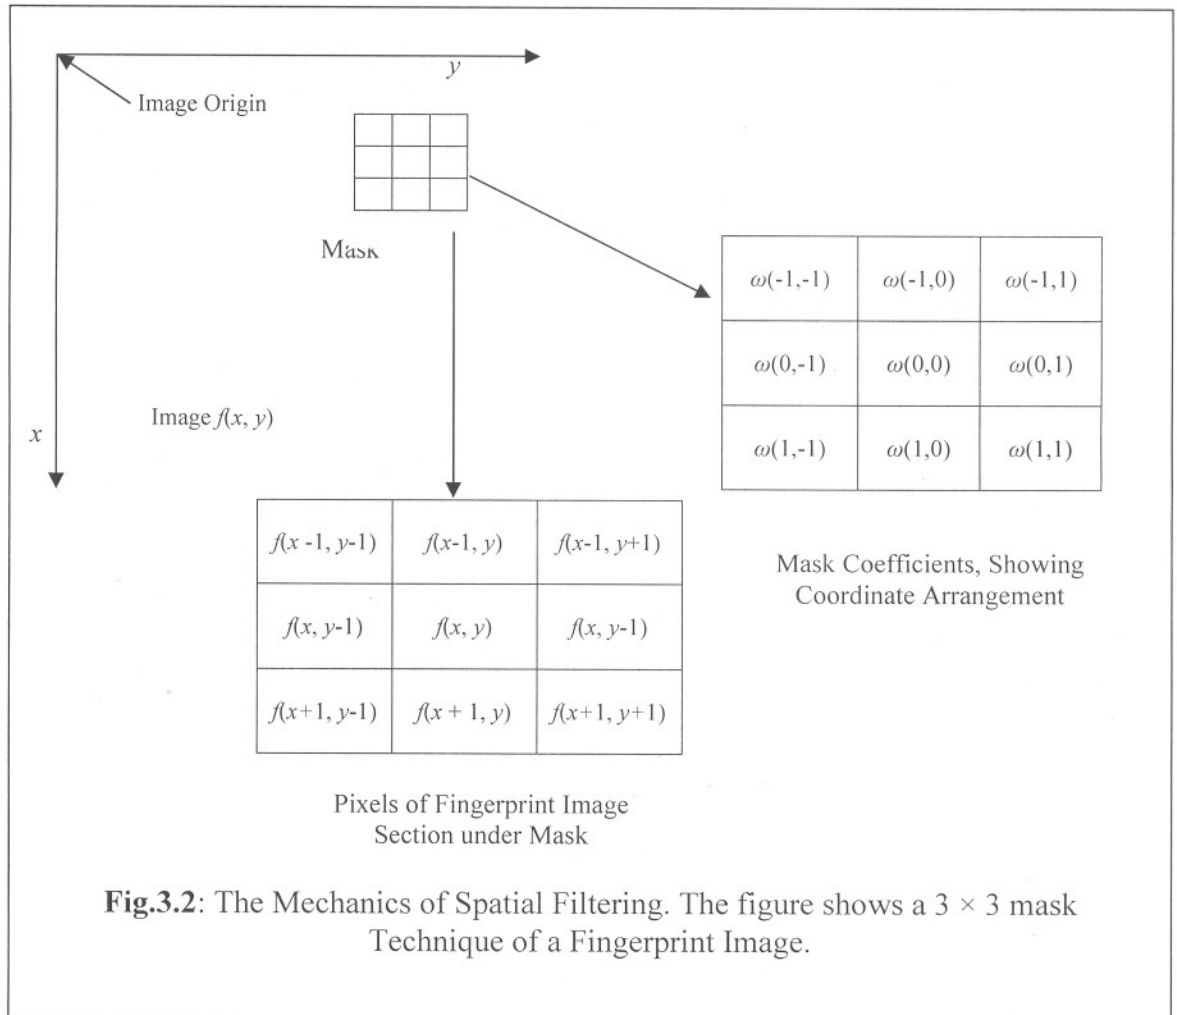 y
Image Origin
Mask
ω(-1,-1) ω(-1,0) ω(-1,1)
ω(0,-1) ω(0,0) ω(0,1)
ω(1,-1) ω(1,0) ω(1,1)
Image f(x, y)
x
f(x -1, y-1) f(x-1, y) f(x-1, y+1)
f(x, y-1) f(x, y) f(x, y-1)
f(x+1, y-1) f(x + 1, y) f(x+1, y+1)
Mask Coefficients, Showing
Coordinate Arrangement
Pixels of Fingerprint Image
Section under Mask
Fig.3.2: The Mechanics of Spatial Filtering. The figure shows a 3 × 3 mask
Technique of a Fingerprint Image.